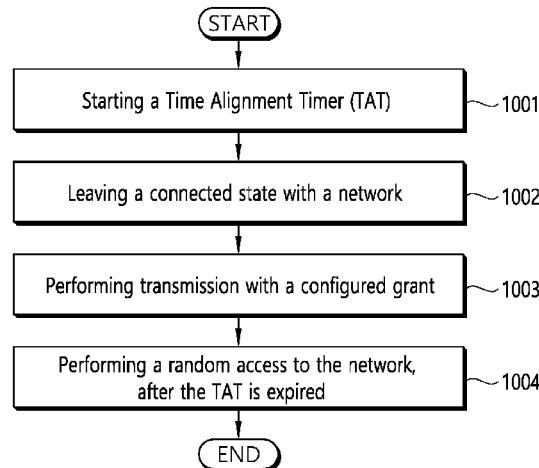 START
Starting a Time Alignment Timer (TAT)
1001
Leaving a connected state with a network
1002
Performing transmission with a configured grant
1003
Performing a random access to the network,
after the TAT is expired
1004
END